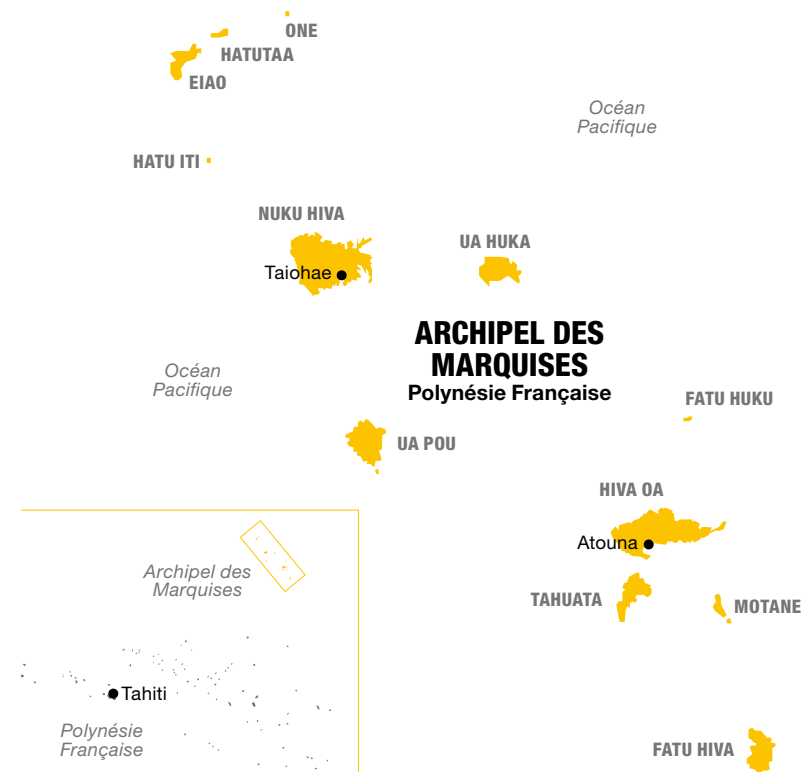 ONE
HATUTAA
EIAO
Océan
Pacifique
HATU ITI
NUKU HIVA
UA HUKA
Taiohae
ARCHIPEL DES
MARQUISES
Polynésie Française
Océan
Pacifique
FATU HUKU
UA POU
HIVA OA
Atouna
Archipel des
Marquises
TAHUATA
MOTANE
Tahiti
Polynésie
Française
FATU HIVA